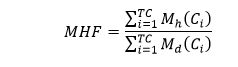 MHF = \frac{\sum_{i=1}^{TC} M_h(C_i)}{\sum_{i=1}^{TC} M_d(C_i)}